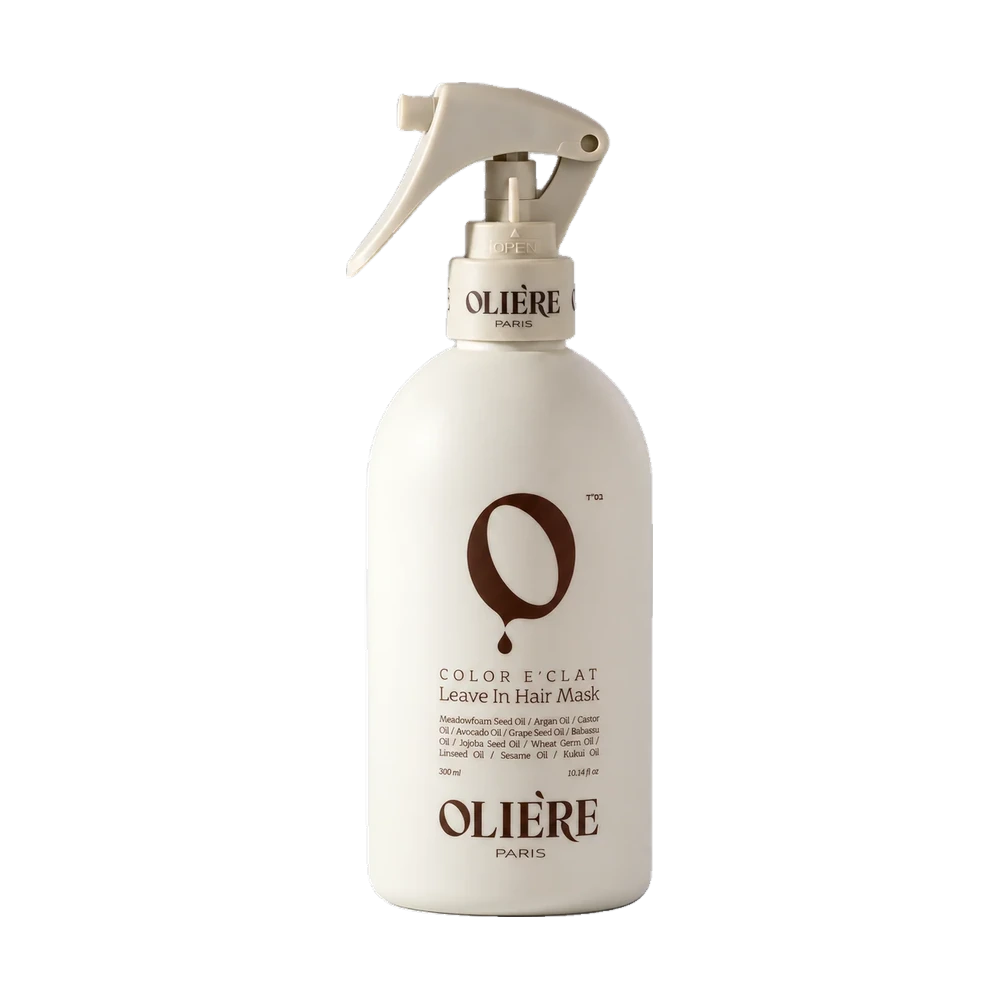 OPEN
OLIÈRE
PARIS
בס"ד
COLOR E'CLAT
Leave In Hair Mask
Meadowfoam Seed Oil / Argan Oil / Castor
Oil / Avocado Oil / Grape Seed Oil / Babassu
Oil / Jojoba Seed Oil / Wheat Germ Oil /
Linseed Oil / Sesame Oil / Kukui Oil
300 ml 10.14 fl oz
OLIÈRE
PARIS